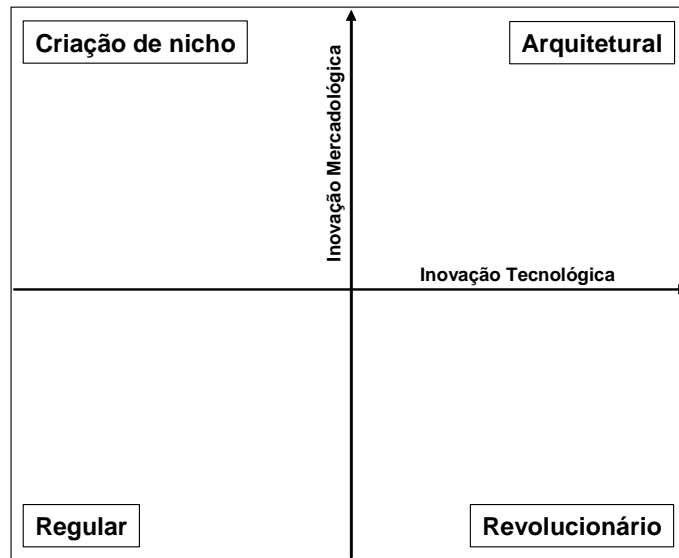 Criação de nicho
Arquitetural
Inovação Mercadológica
Inovação Tecnológica
Regular
Revolucionário